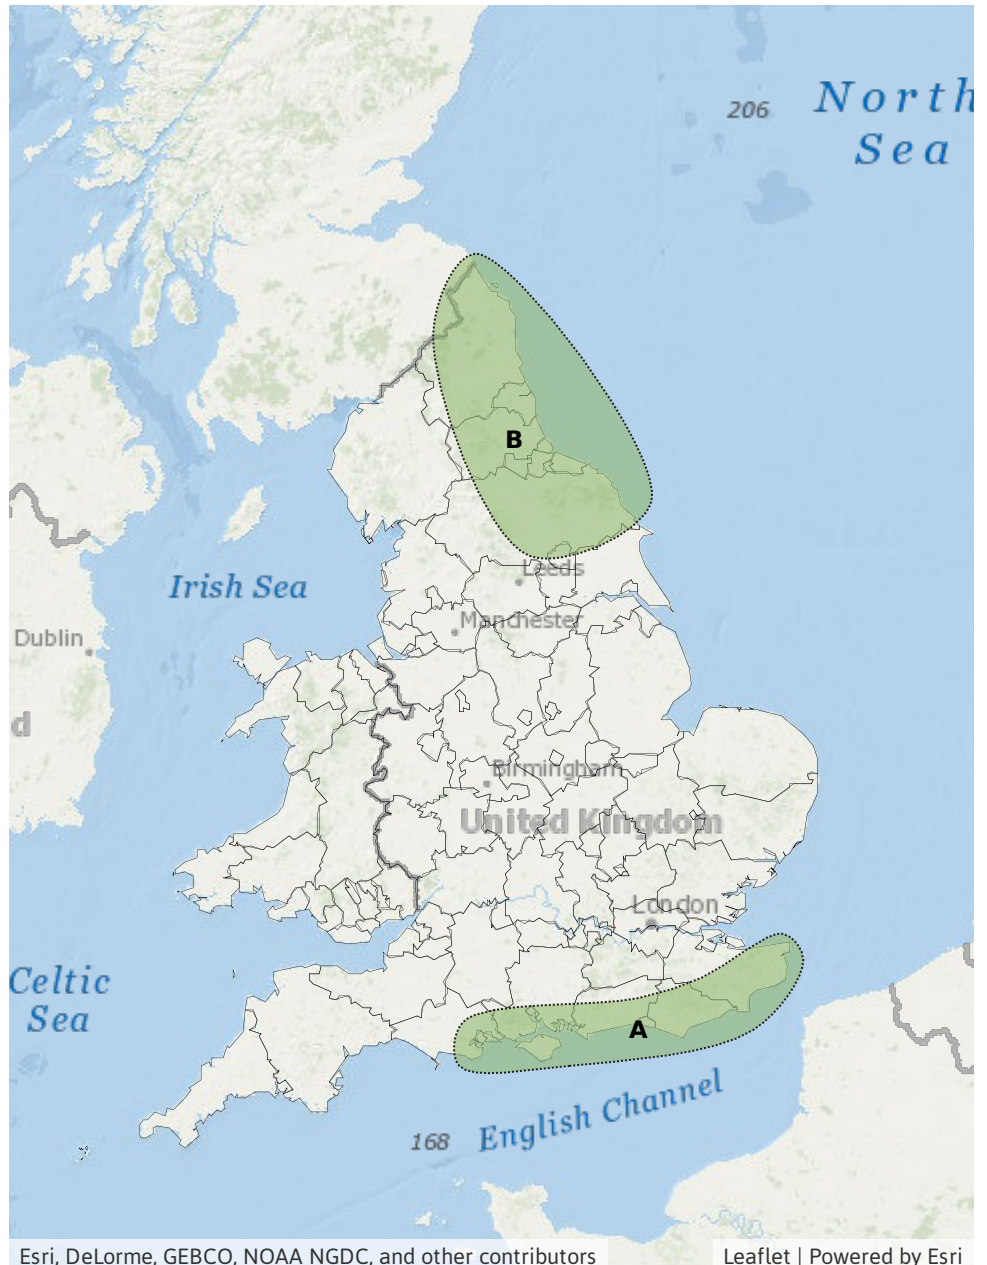 206
North
Sea
B
Leeds
Irish Sea
Manchester
Dublin
d
Birmingham
United Kingdom
London
Celtic
Sea
A
English Channel
168
Esri, DeLorme, GEBCO, NOAA NGDC, and other contributors
Leaflet | Powered by Esri